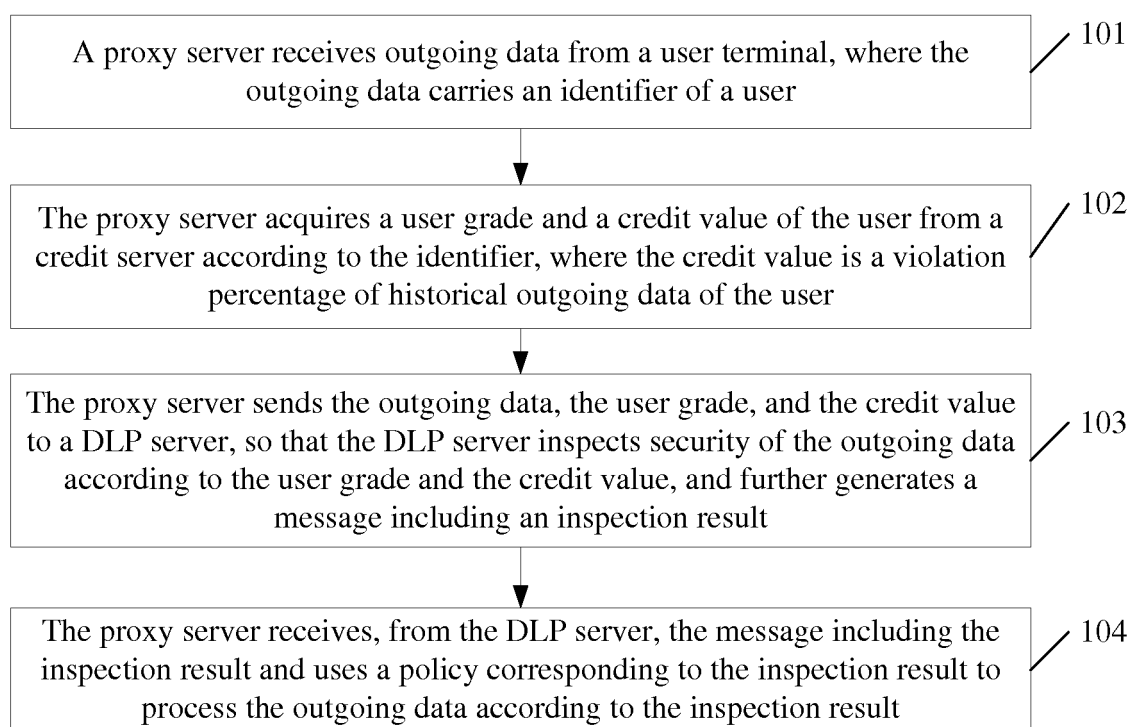 A proxy server receives outgoing data from a user terminal, where the
outgoing data carries an identifier of a user
101
The proxy server acquires a user grade and a credit value of the user from a
credit server according to the identifier, where the credit value is a violation
percentage of historical outgoing data of the user
102
The proxy server sends the outgoing data, the user grade, and the credit value
to a DLP server, so that the DLP server inspects security of the outgoing data
according to the user grade and the credit value, and further generates a
message including an inspection result
103
The proxy server receives, from the DLP server, the message including the
inspection result and uses a policy corresponding to the inspection result to
process the outgoing data according to the inspection result
104